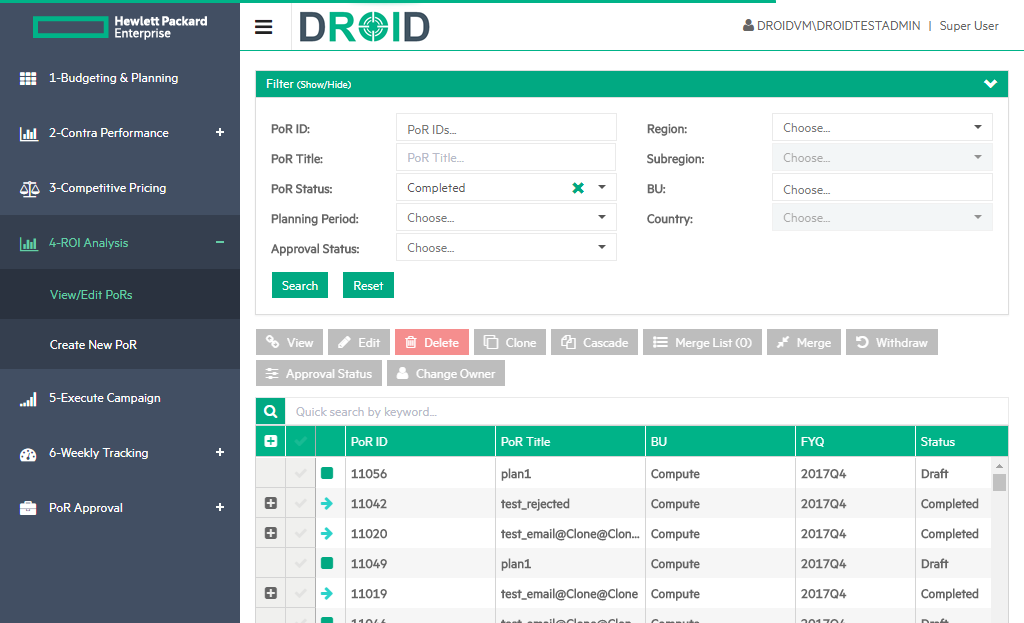 Hewlett Packard
Enterprise
DROID
DROIDVM\DROIDTESTADMIN | Super User
1-Budgeting & Planning
2-Contra Performance +
3-Competitive Pricing
4-ROI Analysis −
View/Edit PoRs
Create New PoR
5-Execute Campaign
6-Weekly Tracking +
PoR Approval +
Filter (Show/Hide)
PoR ID: PoR IDs... Region: Choose...
PoR Title: PoR Title... Subregion: Choose...
PoR Status: Completed BU: Choose...
Planning Period: Choose... Country: Choose...
Approval Status: Choose...
Search Reset
View Edit Delete Clone Cascade Merge List (0) Merge Withdraw
Approval Status Change Owner
Quick search by keyword...
PoR ID PoR Title BU FYQ Status
11056 plan1 Compute 2017Q4 Draft
11042 test_rejected Compute 2017Q4 Completed
11020 test_email@Clone@Clon... Compute 2017Q4 Completed
11049 plan1 Compute 2017Q4 Draft
11019 test_email@Clone@Clone Compute 2017Q4 Completed